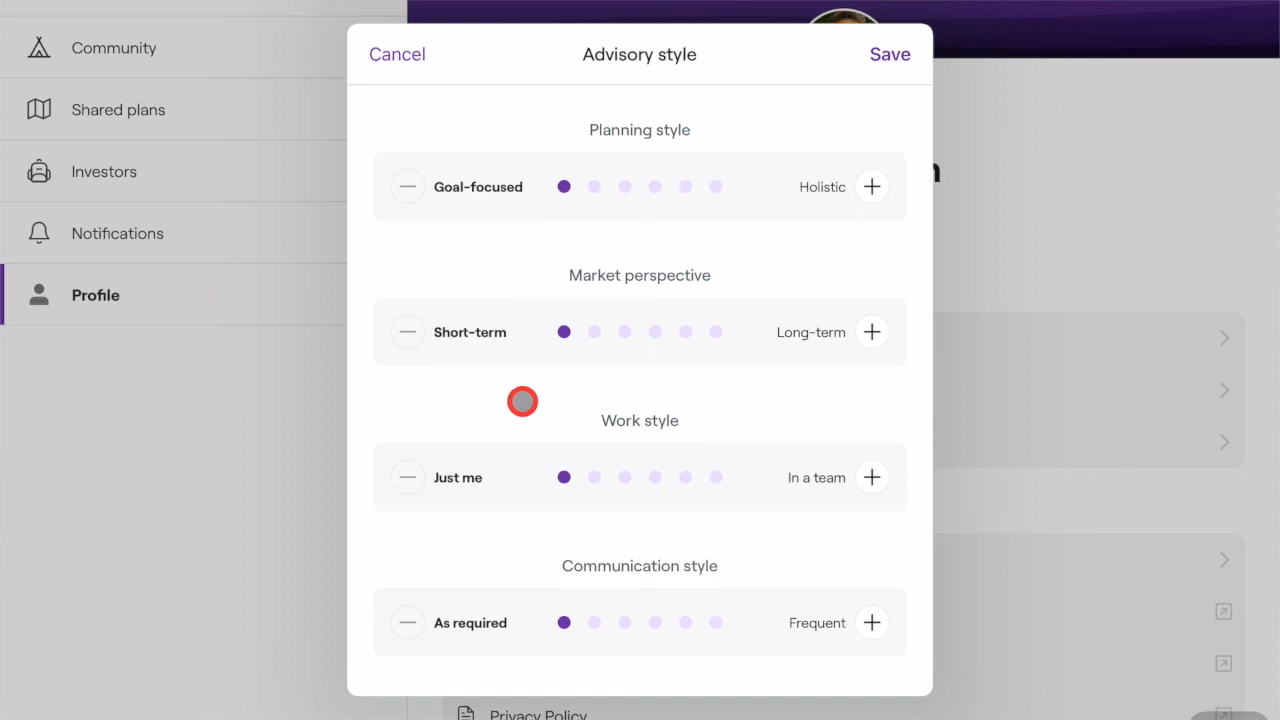 Community
Shared plans
Investors
Notifications
Profile
Cancel
Advisory style
Save
Planning style
Goal-focused
Holistic
Market perspective
Short-term
Long-term
Work style
Just me
In a team
Communication style
As required
Frequent
Privacy Policy